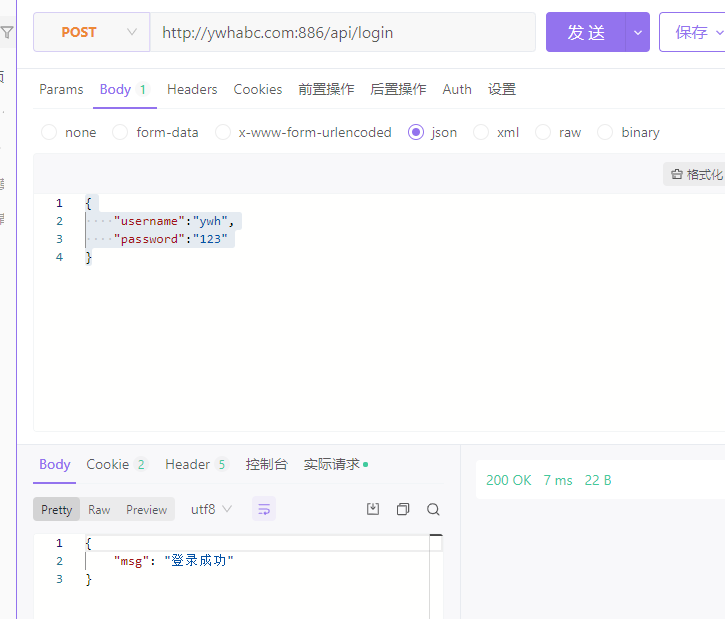 POST http://ywhabc.com:886/api/login 发送 保存
Params Body 1 Headers Cookies 前置操作 后置操作 Auth 设置
none form-data x-www-form-urlencoded json xml raw binary
格式化
1 {
2 "username":"ywh",
3 "password":"123"
4 }
Body Cookie 2 Header 5 控制台 实际请求
200 OK 7 ms 22 B
Pretty Raw Preview utf8
1 {
2 "msg": "登录成功"
3 }